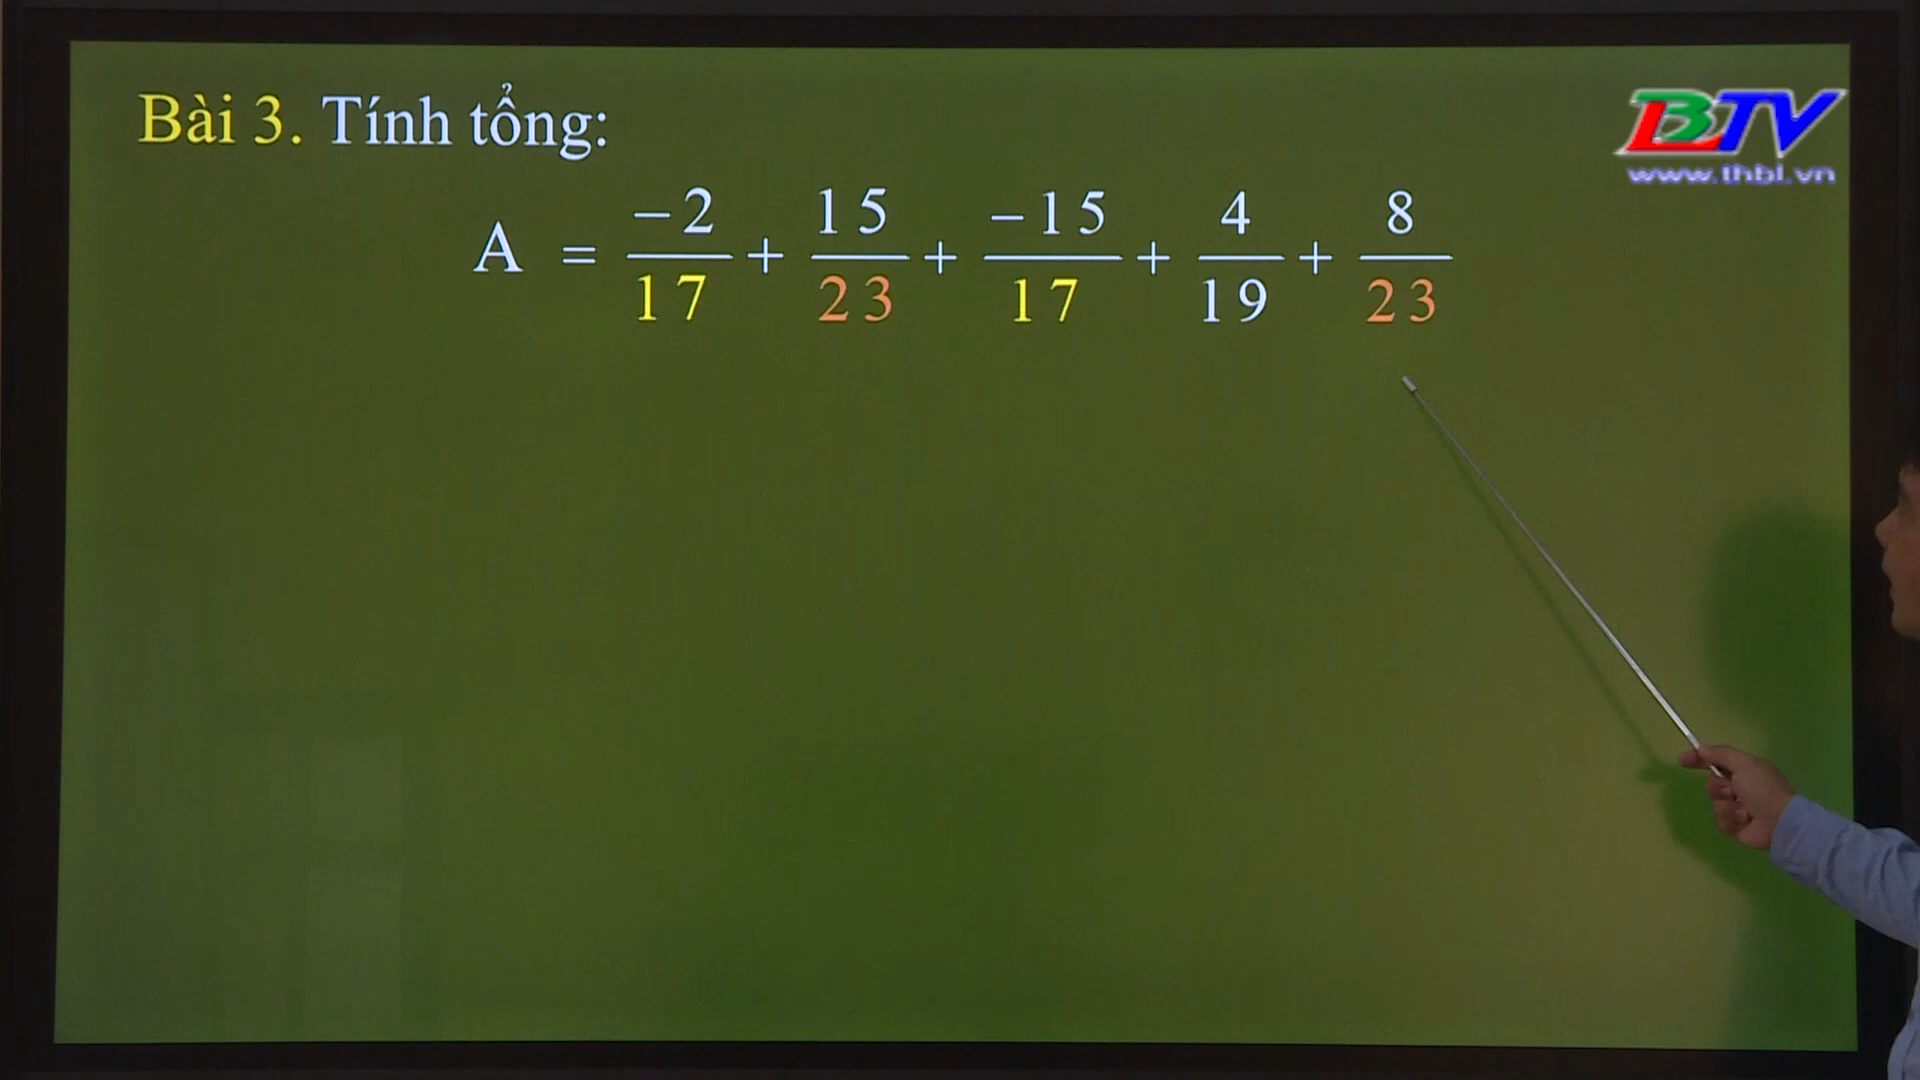 Bài 3. Tính tổng:
A = −2/17 + 15/23 + −15/17 + 4/19 + 8/23
BTV
www.thbl.vn